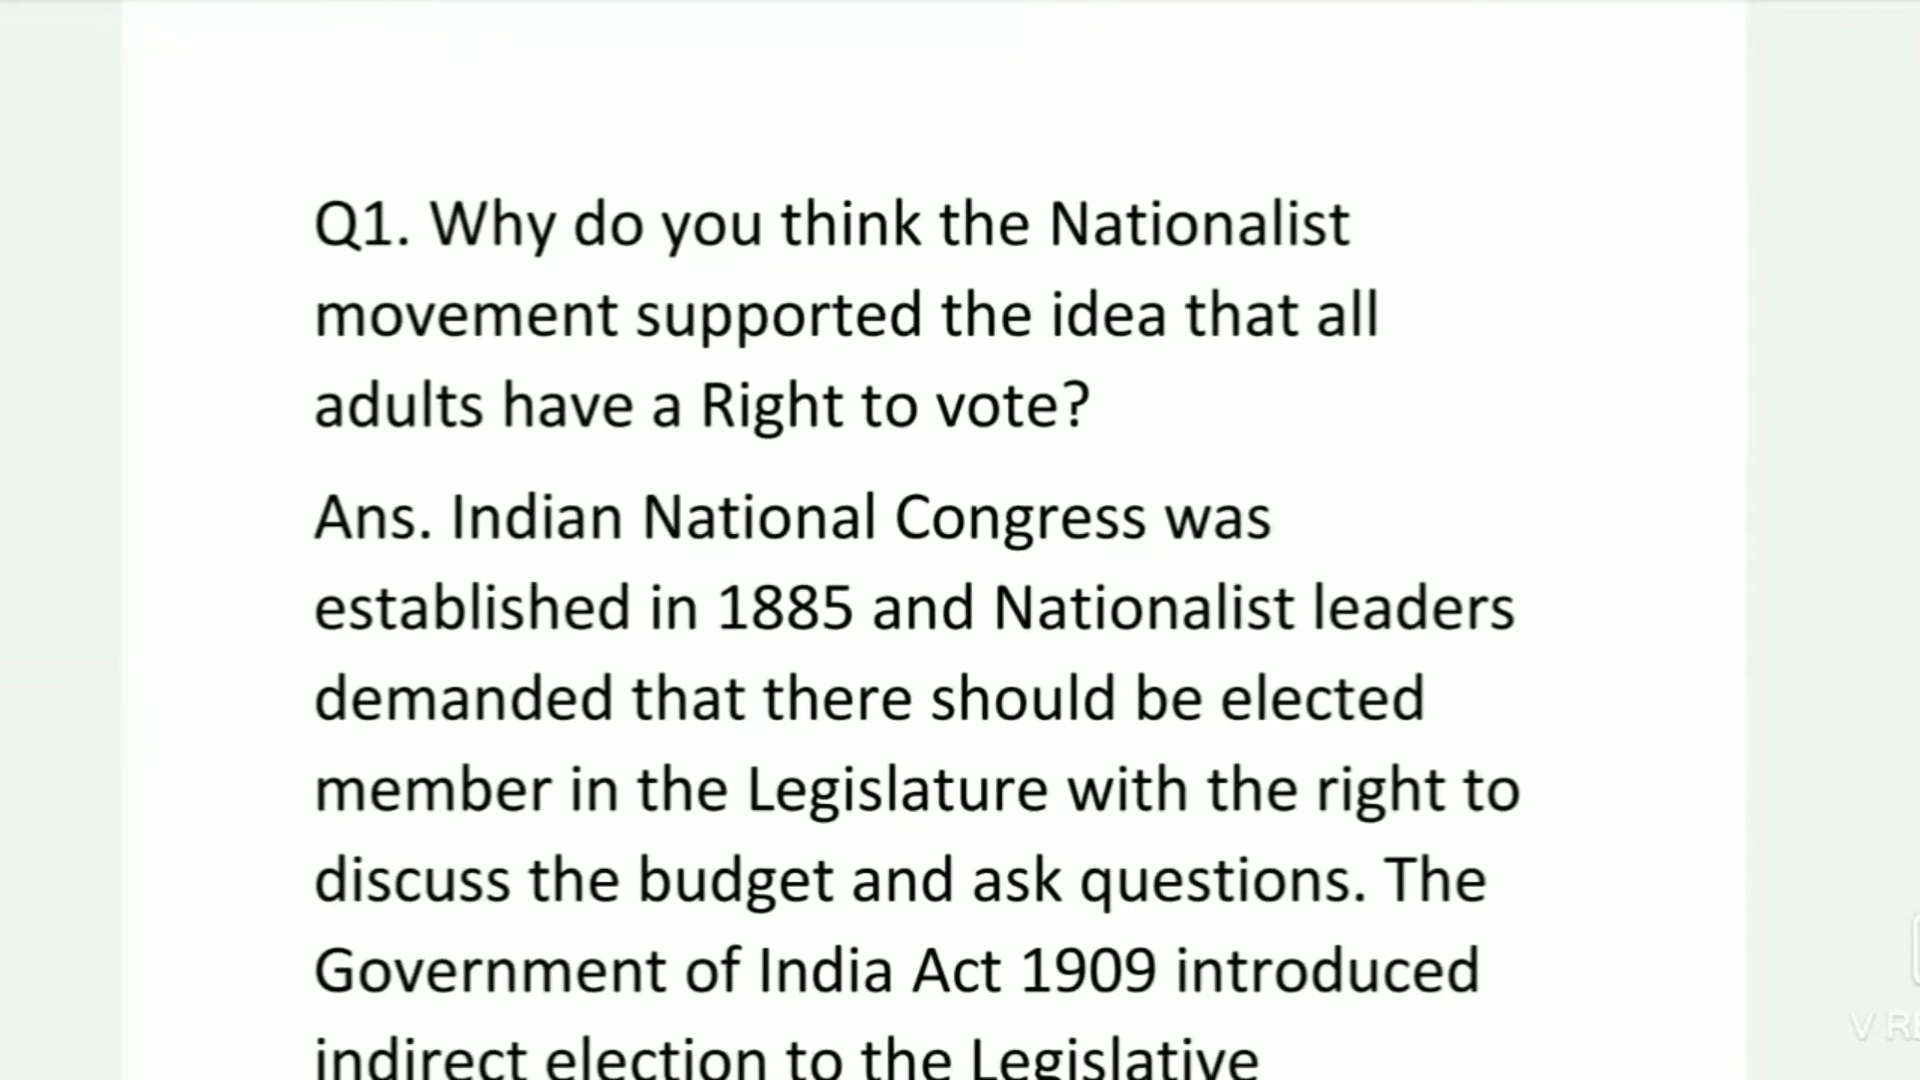 Q1. Why do you think the Nationalist
movement supported the idea that all
adults have a Right to vote?
Ans. Indian National Congress was
established in 1885 and Nationalist leaders
demanded that there should be elected
member in the Legislature with the right to
discuss the budget and ask questions. The
Government of India Act 1909 introduced
indirect election to the Legislative